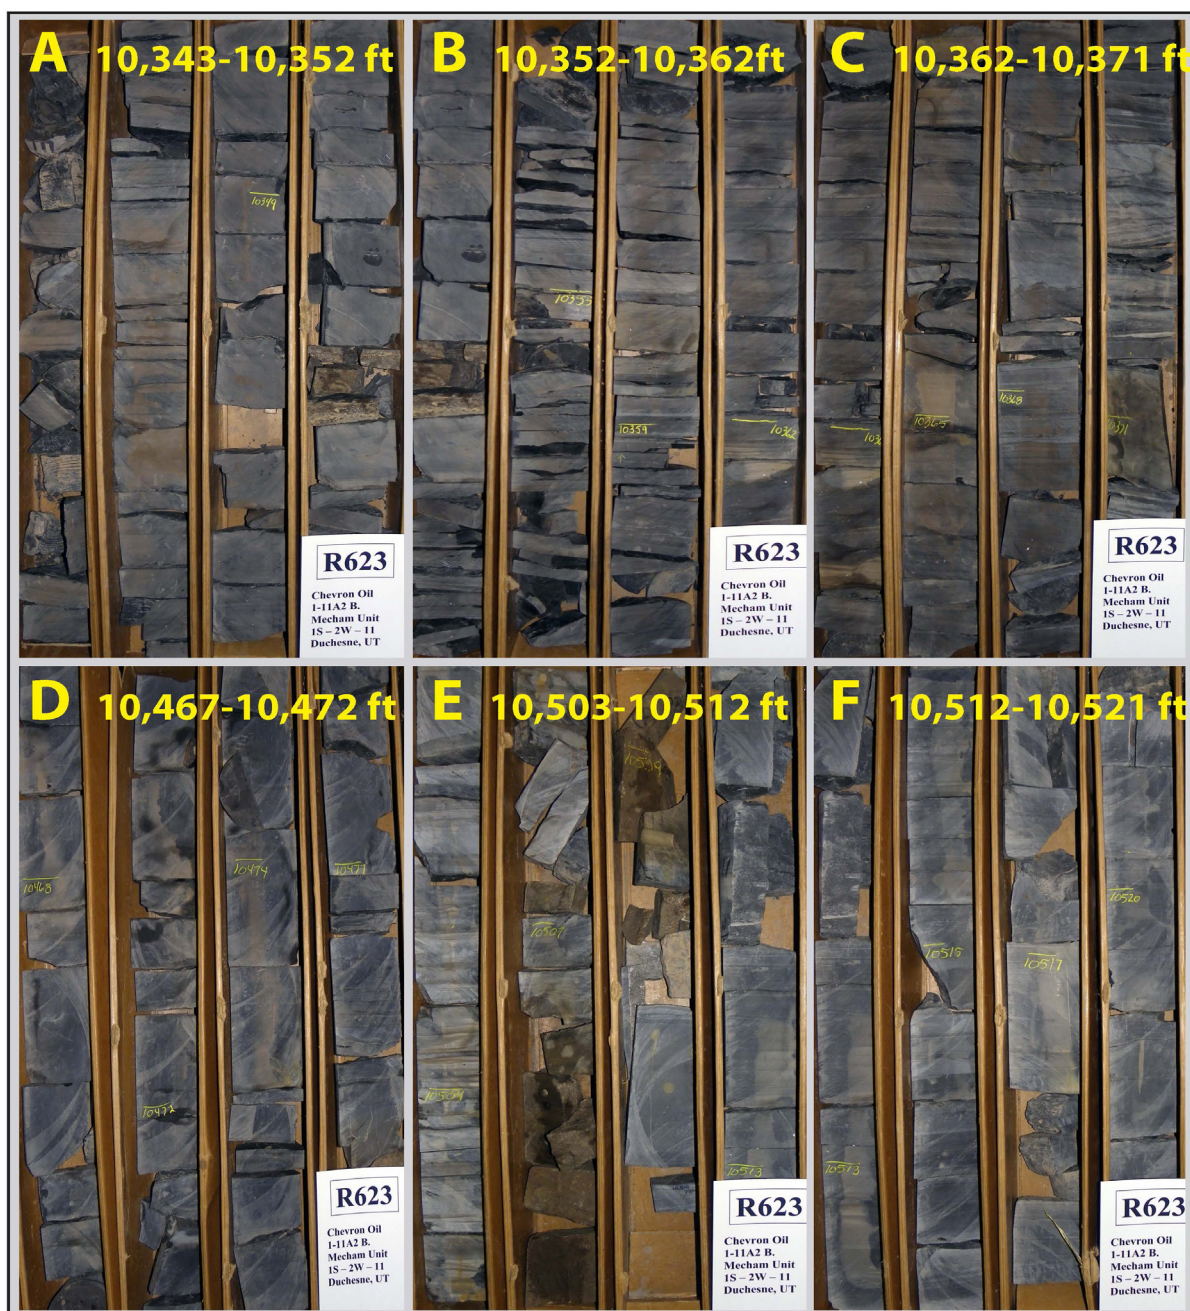 A 10,343-10,352 ft
10349
R623
Chevron Oil
1-11A2 B.
Mecham Unit
1S – 2W – 11
Duchesne, UT
B 10,352-10,362ft
10355
10359
10362
R623
Chevron Oil
1-11A2 B.
Mecham Unit
1S – 2W – 11
Duchesne, UT
C 10,362-10,371 ft
10365
10368
10371
R623
Chevron Oil
1-11A2 B.
Mecham Unit
1S – 2W – 11
Duchesne, UT
D 10,467-10,472 ft
10468
10472
10474
10477
R623
Chevron Oil
1-11A2 B.
Mecham Unit
1S – 2W – 11
Duchesne, UT
E 10,503-10,512 ft
10504
10507
10509
10513
R623
Chevron Oil
1-11A2 B.
Mecham Unit
1S – 2W – 11
Duchesne, UT
F 10,512-10,521 ft
10513
10515
10517
10520
R623
Chevron Oil
1-11A2 B.
Mecham Unit
1S – 2W – 11
Duchesne, UT